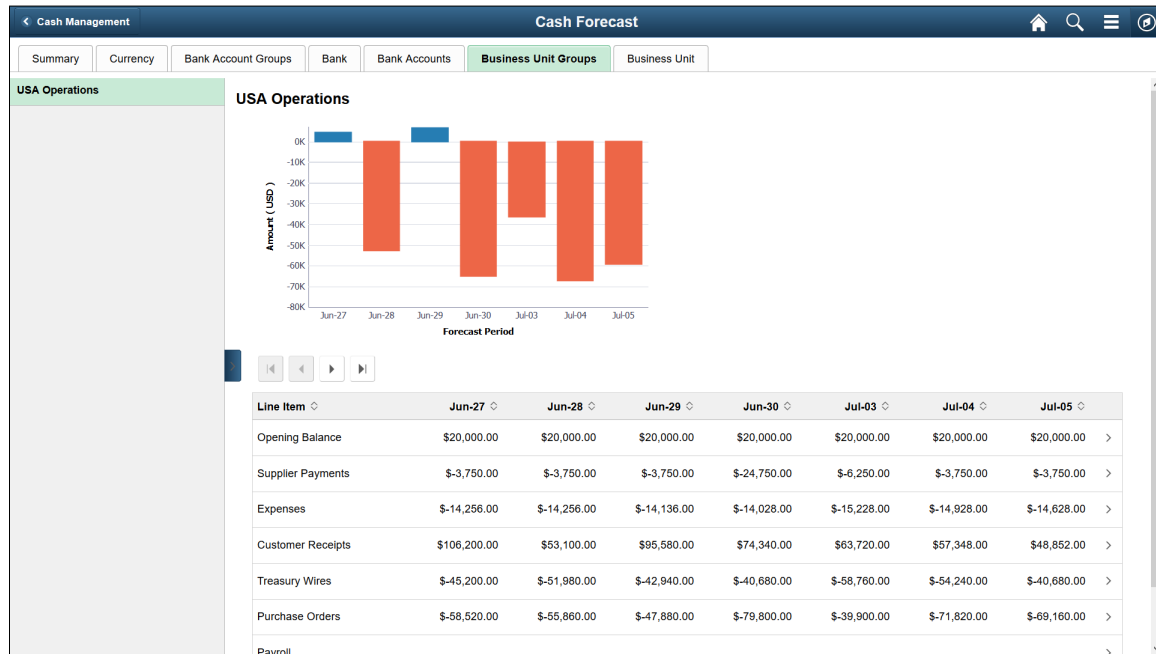 Cash Management
Cash Forecast
Summary Currency Bank Account Groups Bank Bank Accounts Business Unit Groups Business Unit
USA Operations
USA Operations
0K
-10K
-20K
-30K
-40K
-50K
-60K
-70K
-80K
Amount ( USD )
Jun-27 Jun-28 Jun-29 Jun-30 Jul-03 Jul-04 Jul-05
Forecast Period
Line Item Jun-27 Jun-28 Jun-29 Jun-30 Jul-03 Jul-04 Jul-05
Opening Balance $20,000.00 $20,000.00 $20,000.00 $20,000.00 $20,000.00 $20,000.00 $20,000.00
Supplier Payments $-3,750.00 $-3,750.00 $-3,750.00 $-24,750.00 $-6,250.00 $-3,750.00 $-3,750.00
Expenses $-14,256.00 $-14,256.00 $-14,136.00 $-14,028.00 $-15,228.00 $-14,928.00 $-14,628.00
Customer Receipts $106,200.00 $53,100.00 $95,580.00 $74,340.00 $63,720.00 $57,348.00 $48,852.00
Treasury Wires $-45,200.00 $-51,980.00 $-42,940.00 $-40,680.00 $-58,760.00 $-54,240.00 $-40,680.00
Purchase Orders $-58,520.00 $-55,860.00 $-47,880.00 $-79,800.00 $-39,900.00 $-71,820.00 $-69,160.00
Payroll